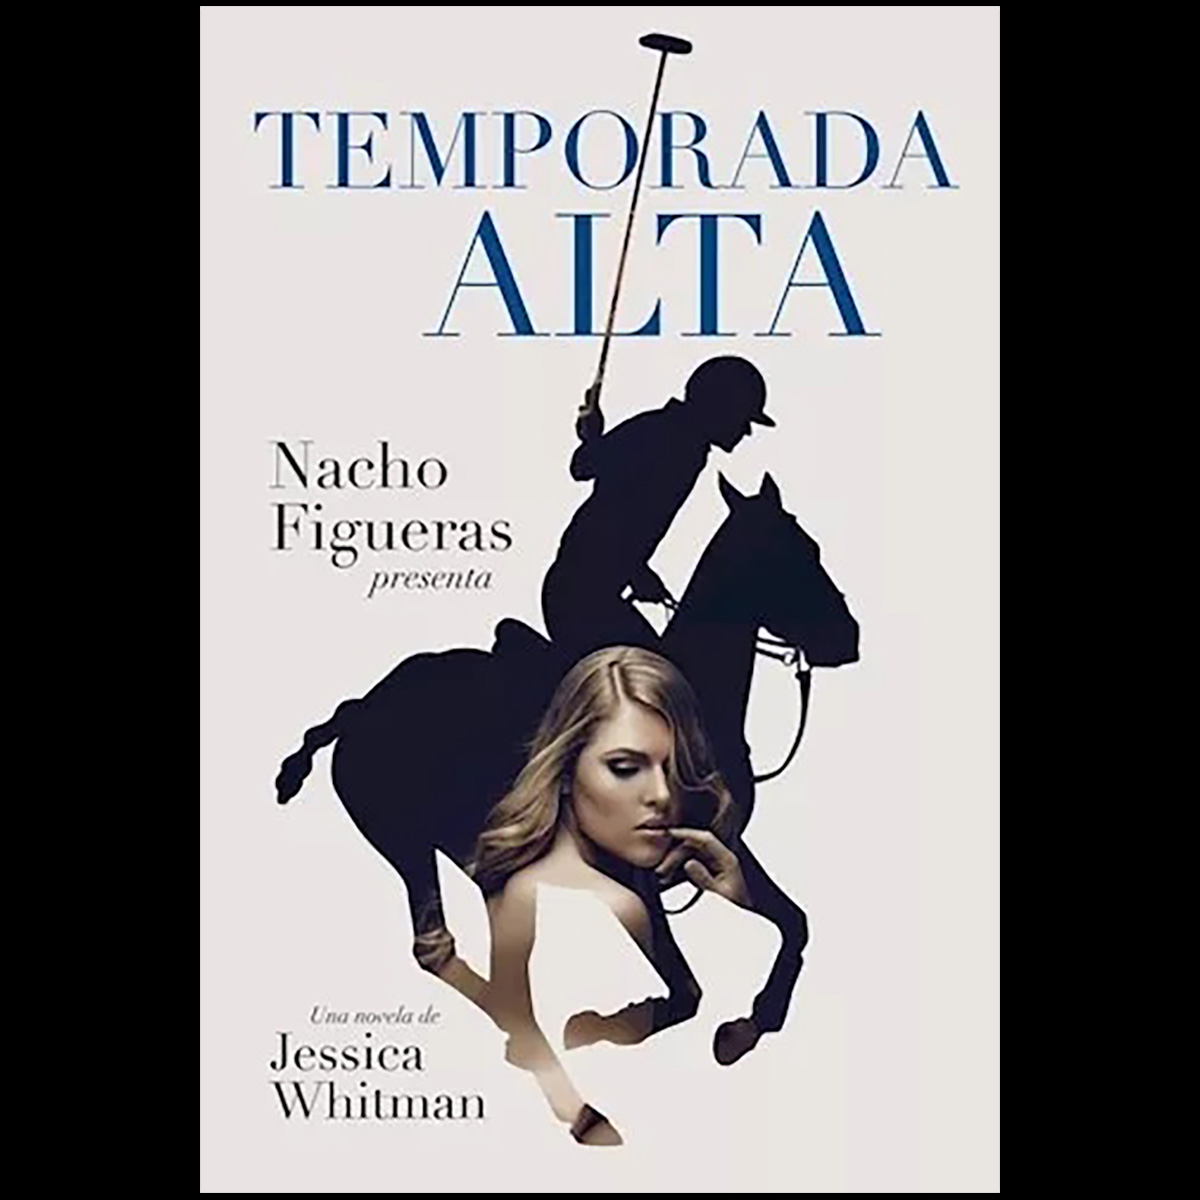 TEMPORADA
ALTA
Nacho
Figueras
presenta
Una novela de
Jessica
Whitman